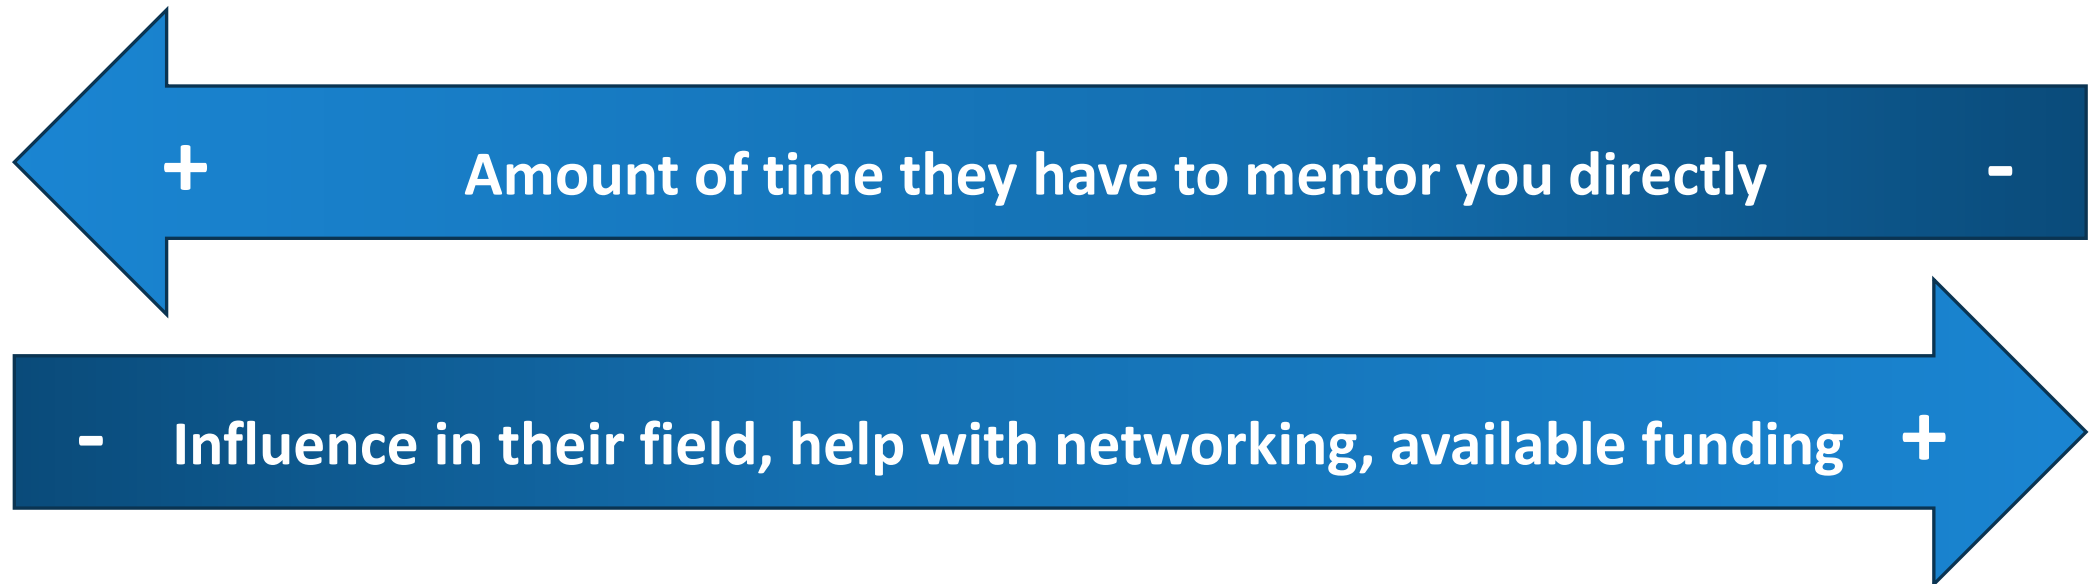 + Amount of time they have to mentor you directly -
- Influence in their field, help with networking, available funding +